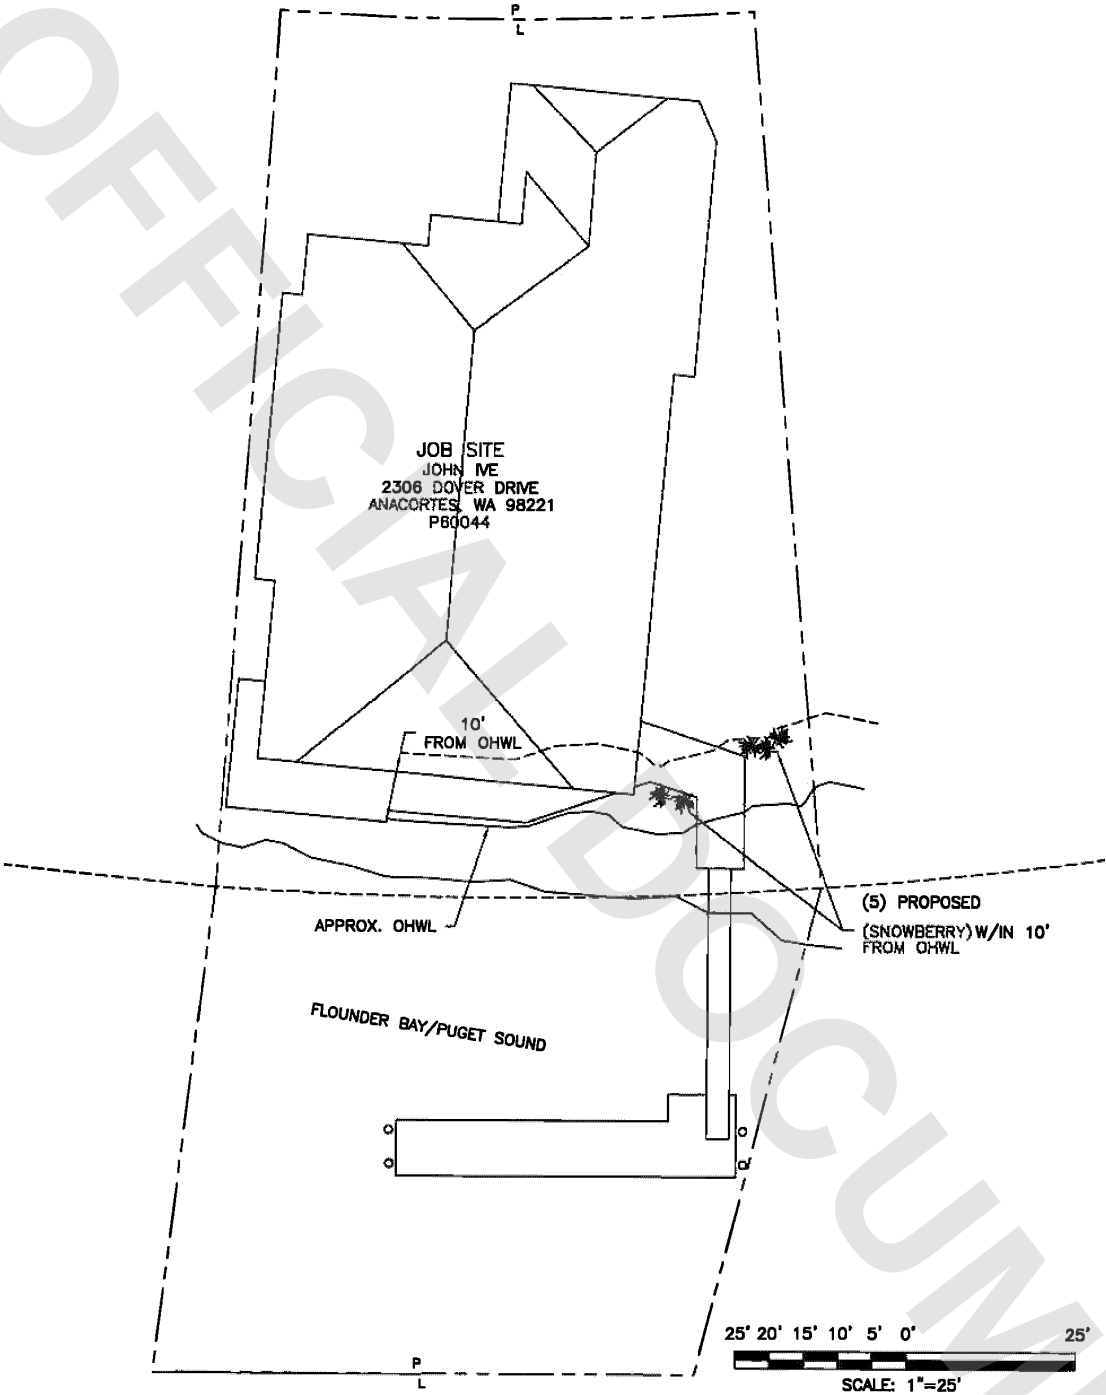 P
L
JOB SITE
JOHN IVE
2306 DOVER DRIVE
ANACORTES, WA 98221
P60044
10'
FROM OHWL
APPROX. OHWL
(5) PROPOSED
(SNOWBERRY) W/IN 10'
FROM OHWL
FLOUNDER BAY/PUGET SOUND
P
L
25' 20' 15' 10' 5' 0' 25'
SCALE: 1"=25'
OFFICIAL DOCUM